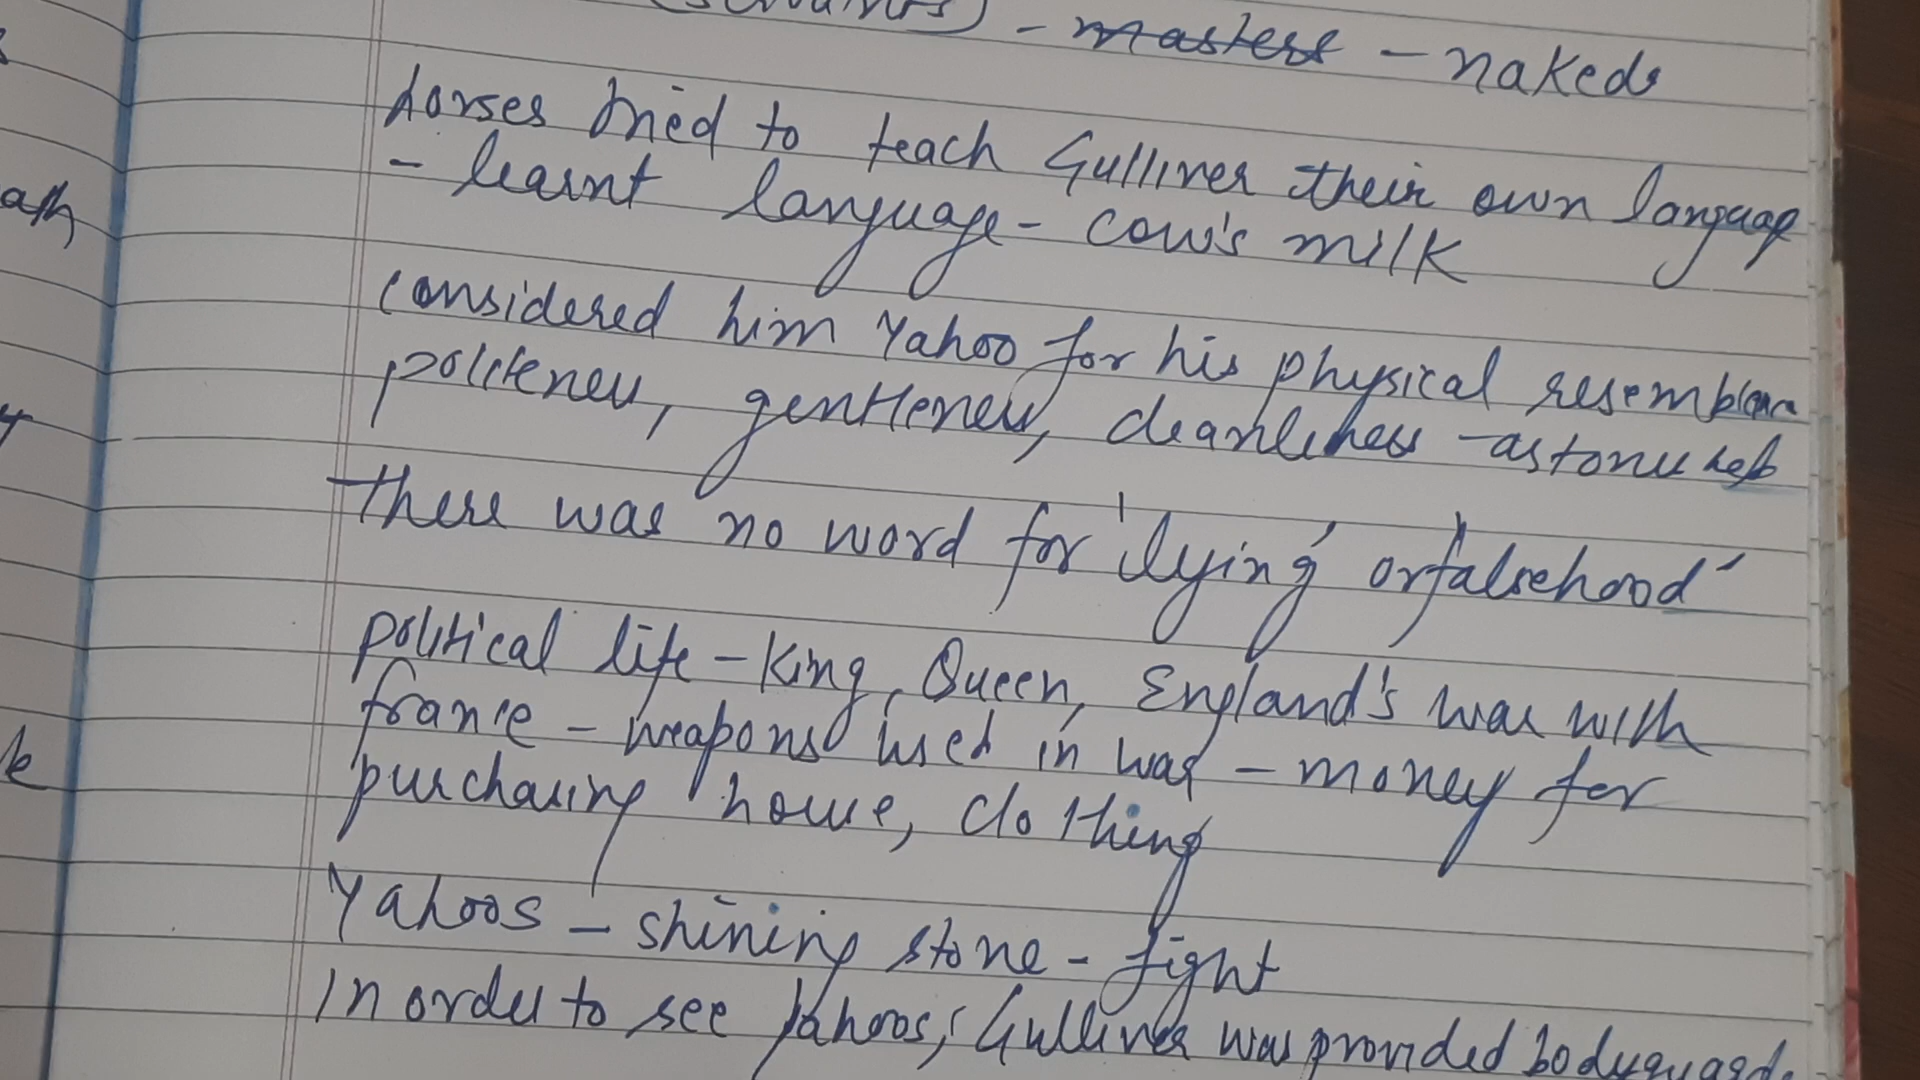 (servants) - masters - nakeds
horses tried to teach Gulliver their own language
- learnt language - cow's milk
considered him Yahoo for his physical resemblan
politeness, gentleness, cleanliness - astonished
there was no word for 'lying' or 'falsehood'
political life - King, Queen, England's war with
france - weapons used in war - money for
purchasing house, clothing
Yahoos - shining stone - fight
In order to see Yahoos, Gulliver was provided bodyguard.